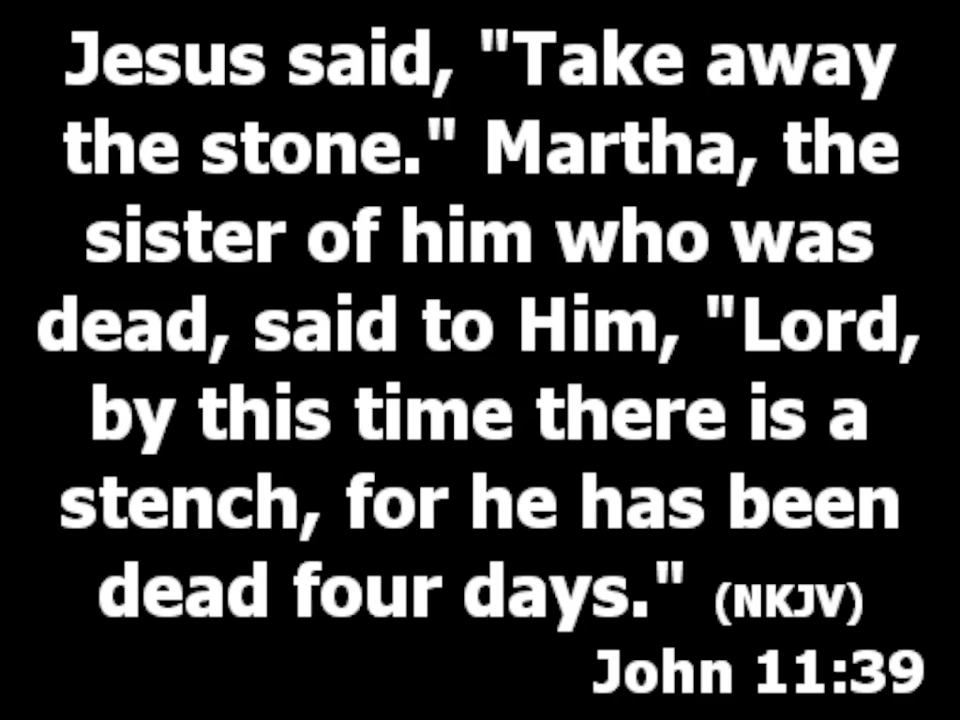 Jesus said, "Take away
the stone." Martha, the
sister of him who was
dead, said to Him, "Lord,
by this time there is a
stench, for he has been
dead four days." (NKJV)
John 11:39